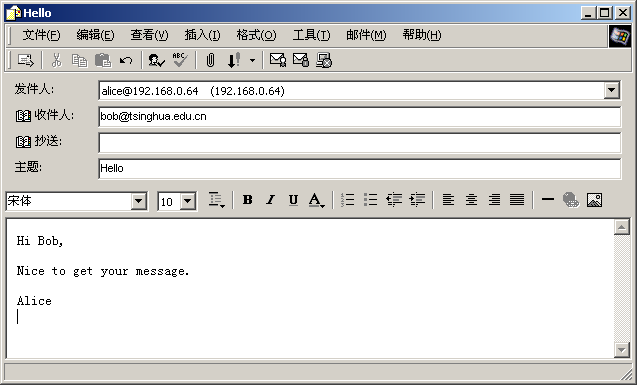 Hello
文件(F) 编辑(E) 查看(V) 插入(I) 格式(O) 工具(T) 邮件(M) 帮助(H)
发件人: alice@192.168.0.64 (192.168.0.64)
收件人: bob@tsinghua.edu.cn
抄送:
主题: Hello
宋体 10 B I U A
Hi Bob,
Nice to get your message.
Alice